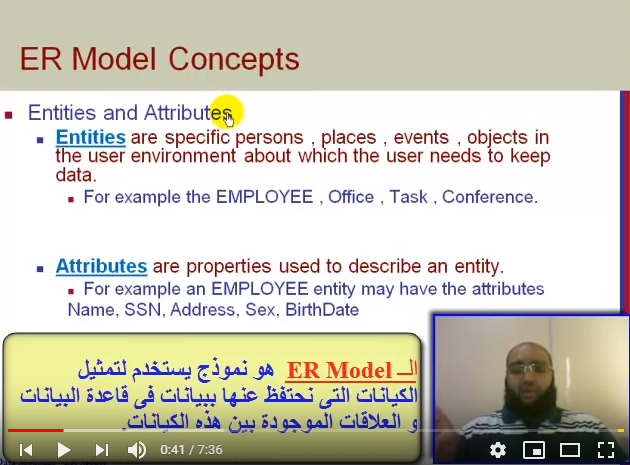 ER Model Concepts
Entities and Attributes
Entities are specific persons , places , events , objects in
the user environment about which the user needs to keep
data.
For example the EMPLOYEE , Office , Task , Conference.
Attributes are properties used to describe an entity.
For example an EMPLOYEE entity may have the attributes
Name, SSN, Address, Sex, BirthDate
الــ ER Model هو نموذج يستخدم لتمثيل
الكيانات التى نحتفظ عنها ببيانات فى قاعدة البيانات
و العلاقات الموجودة بين هذه الكيانات.
0:41 / 7:36